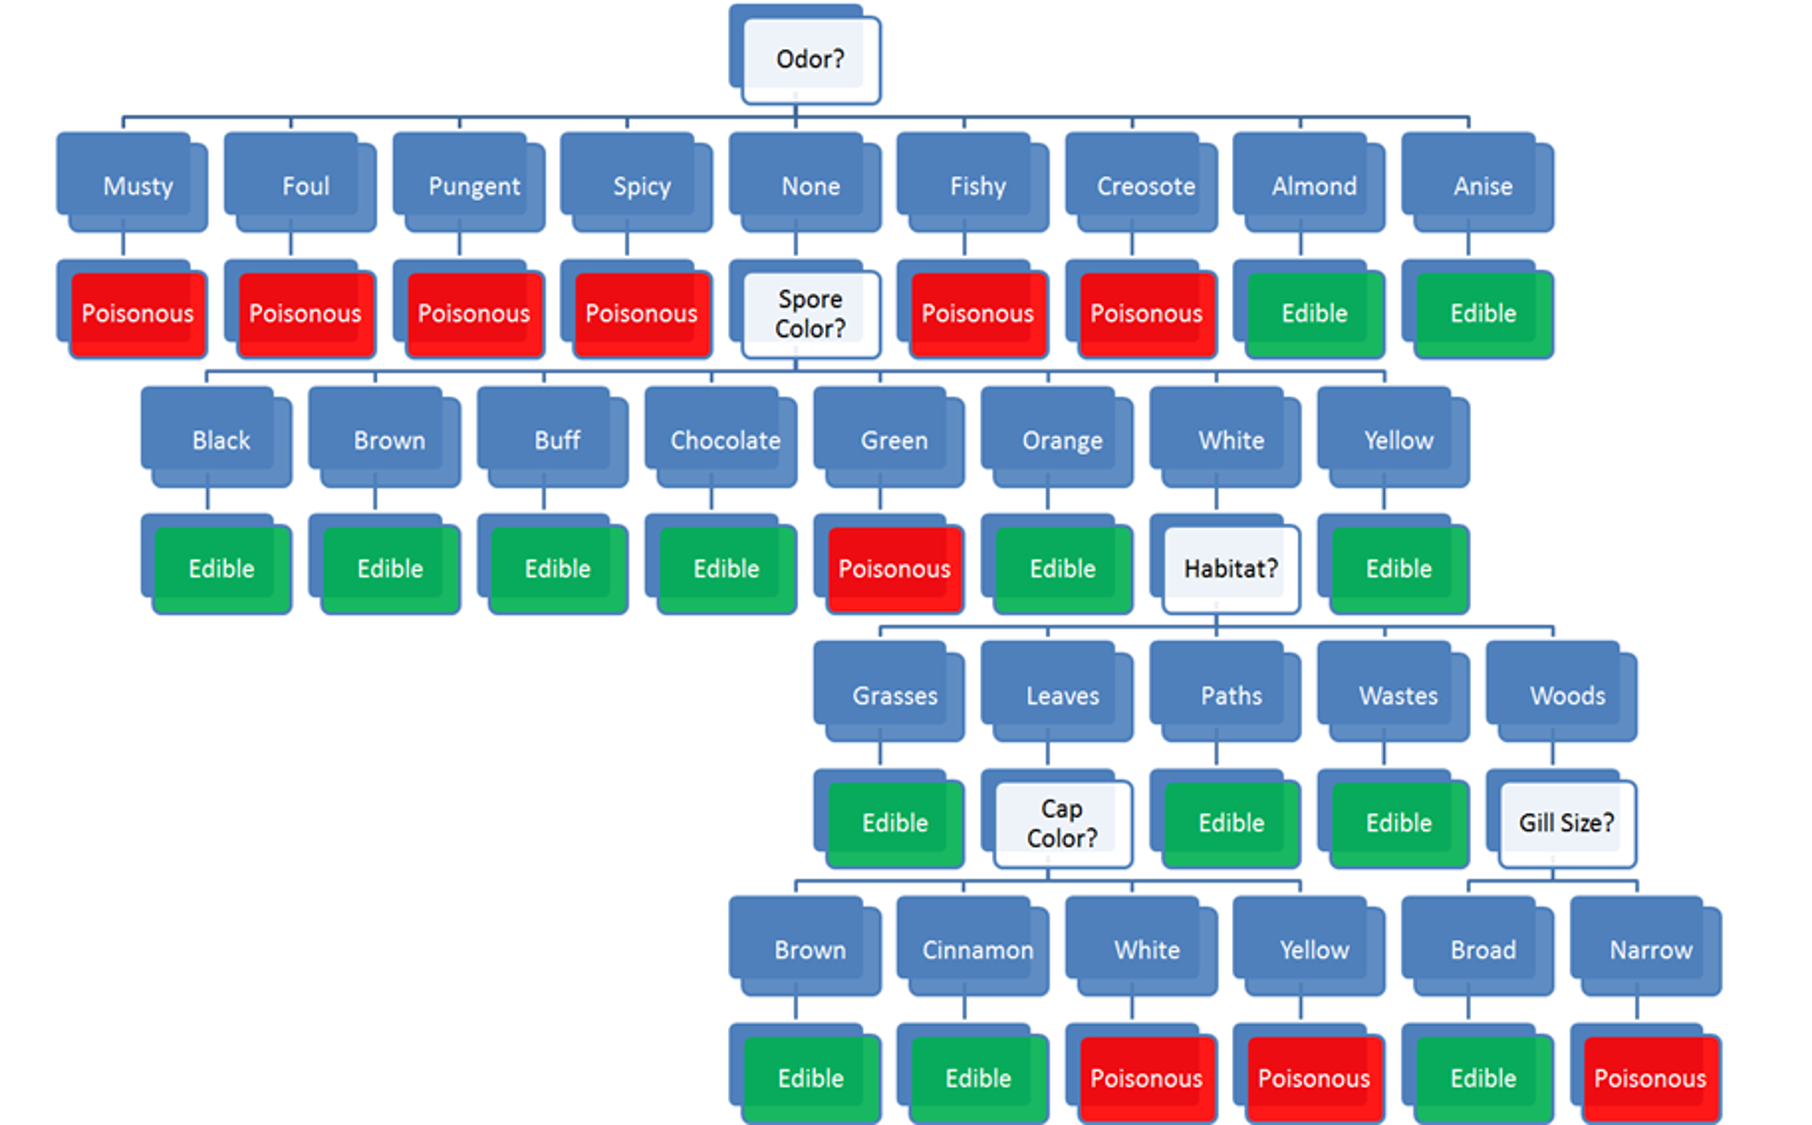 Odor?
Musty
Foul
Pungent
Spicy
None
Fishy
Creosote
Almond
Anise
Poisonous
Poisonous
Poisonous
Poisonous
Spore
Color?
Poisonous
Poisonous
Edible
Edible
Black
Brown
Buff
Chocolate
Green
Orange
White
Yellow
Edible
Edible
Edible
Edible
Poisonous
Edible
Habitat?
Edible
Grasses
Leaves
Paths
Wastes
Woods
Edible
Cap
Color?
Edible
Edible
Gill Size?
Brown
Cinnamon
White
Yellow
Broad
Narrow
Edible
Edible
Poisonous
Poisonous
Edible
Poisonous